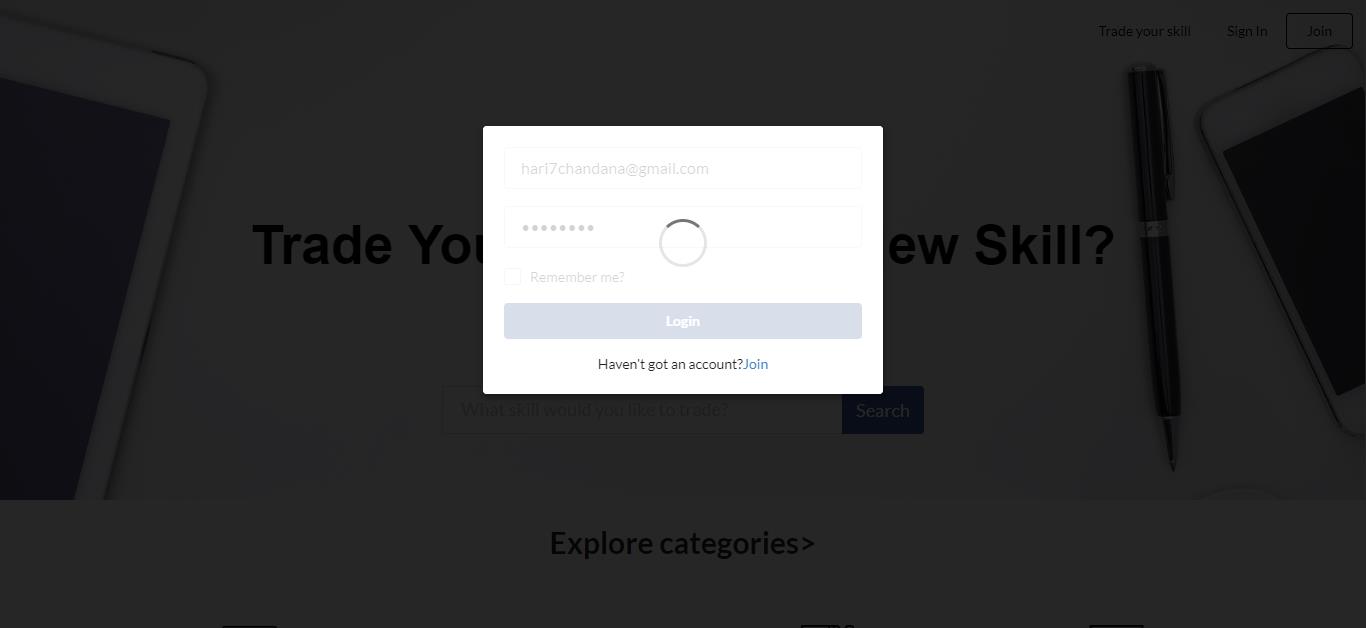 Trade your skill
Sign In
Join
hari7chandana@gmail.com
Trade You ew Skill?
Remember me?
Login
Haven't got an account?Join
What skill would you like to trade?
Search
Explore categories>